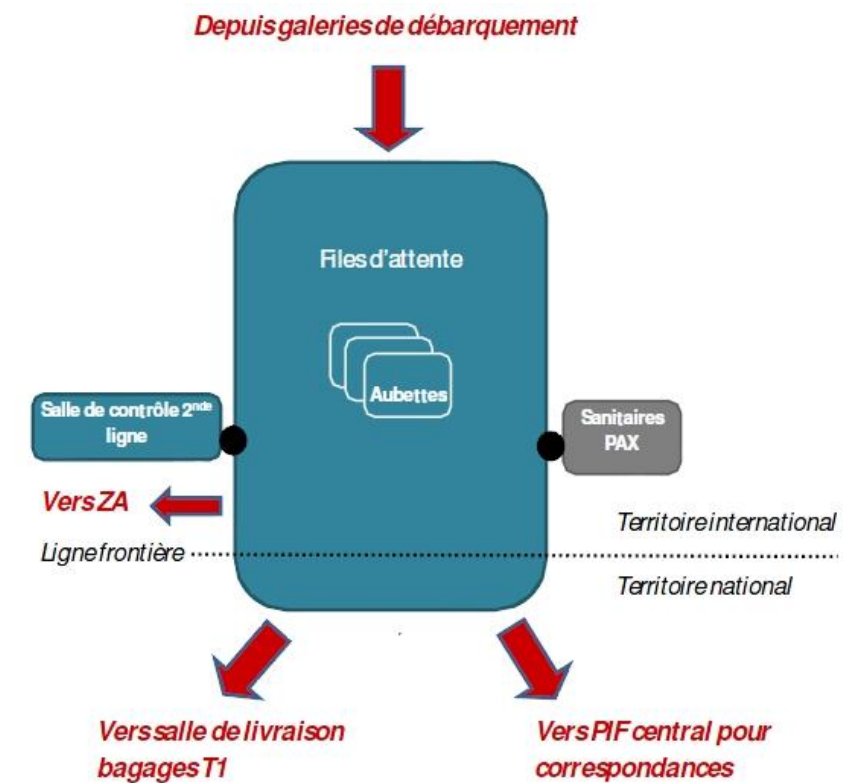 Depuis galeries de débarquement
Files d'attente
Aubettes
Salle de contrôle 2nde
ligne
Sanitaires
PAX
Vers ZA
Territoire international
Ligne frontière
Territoire national
Vers salle de livraison
bagages T1
Vers PIF central pour
correspondances